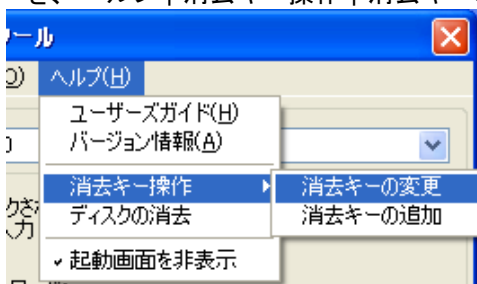 ール
O) ヘルプ(H)
ユーザーズガイド(H)
バージョン情報(A)
消去キー操作 消去キーの変更
ディスクの消去 消去キーの追加
起動画面を非表示